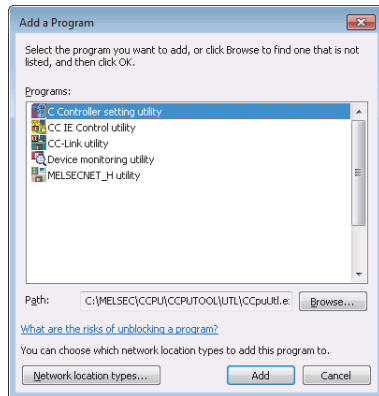 Add a Program
Select the program you want to add, or click Browse to find one that is not
listed, and then click OK.
Programs:
C Controller setting utility
CC IE Control utility
CC-Link utility
Device monitoring utility
MELSECNET_H utility
Path: C:\MELSEC\CCPU\CCPUTOOL\UTL\CCpuUtl.e: Browse...
What are the risks of unblocking a program?
You can choose which network location types to add this program to.
Network location types... Add Cancel